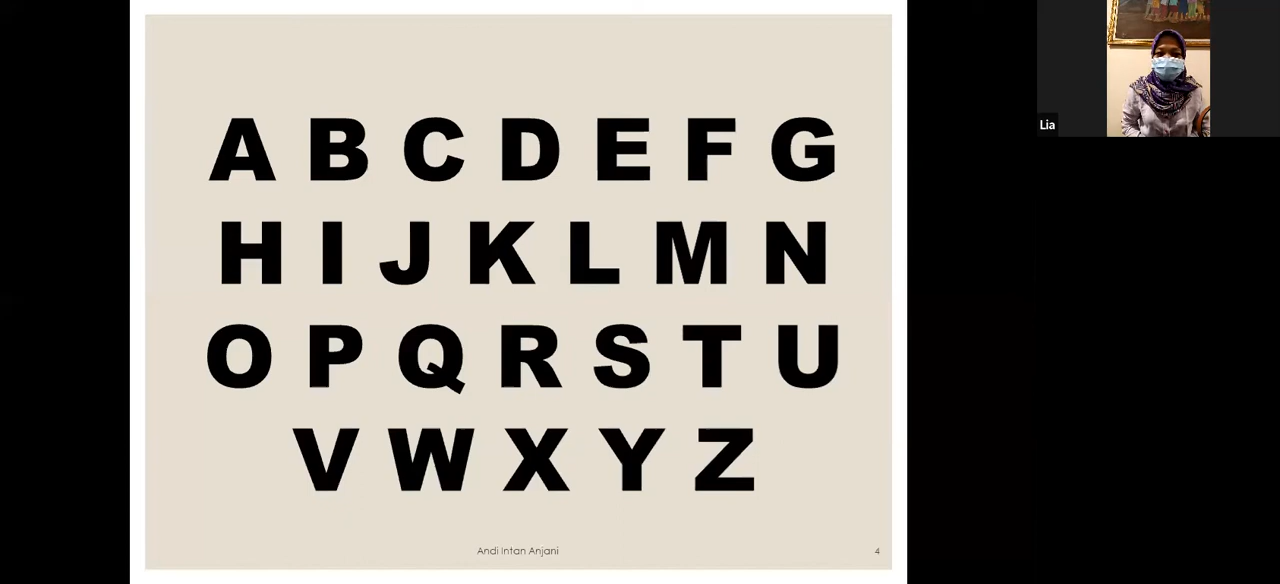 A B C D E F G
H I J K L M N
O P Q R S T U
V W X Y Z
Andi Intan Anjani
4
Lia